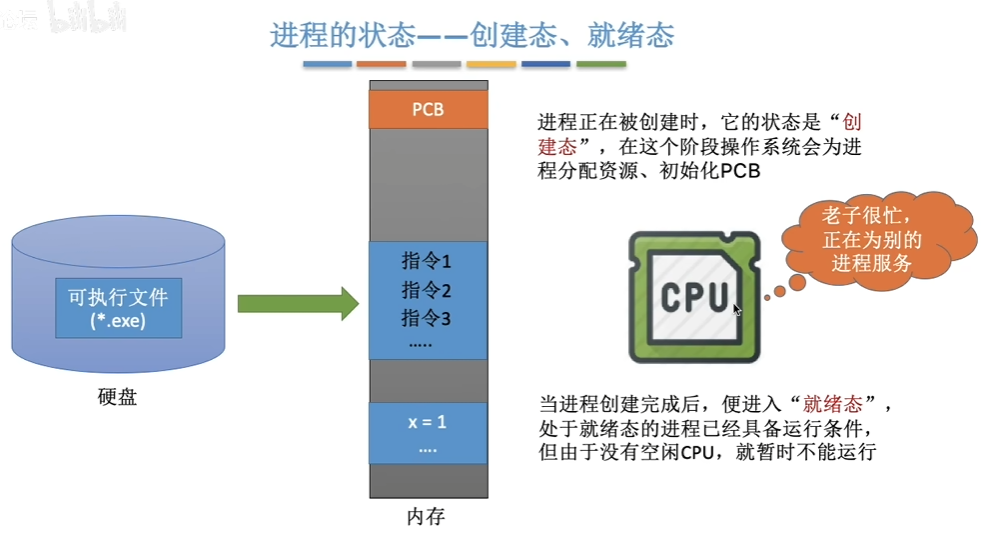 bilibili
进程的状态——创建态、就绪态
PCB
进程正在被创建时，它的状态是“创
建态”，在这个阶段操作系统会为进
程分配资源、初始化PCB
老子很忙，
正在为别的
进程服务
指令1
指令2
指令3
.....
可执行文件
(*.exe)
CPU
硬盘
x = 1
....
当进程创建完成后，便进入“就绪态”，
处于就绪态的进程已经具备运行条件，
但由于没有空闲CPU，就暂时不能运行
内存